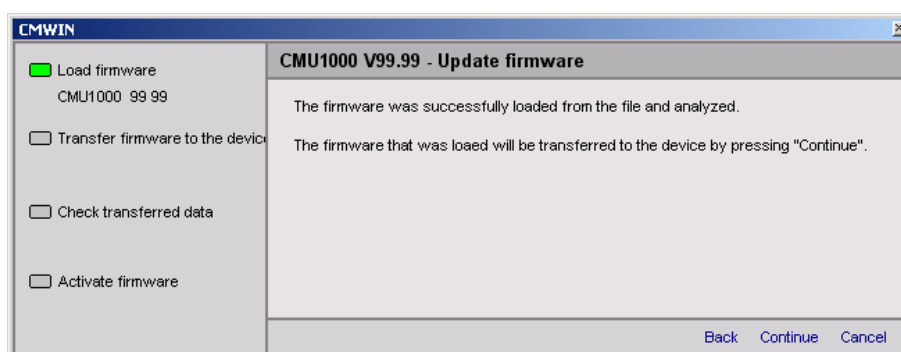 CMWIN
Load firmware
CMU1000 99 99
Transfer firmware to the devic
Check transferred data
Activate firmware
CMU1000 V99.99 - Update firmware
The firmware was successfully loaded from the file and analyzed.
The firmware that was loaed will be transferred to the device by pressing "Continue".
Back Continue Cancel